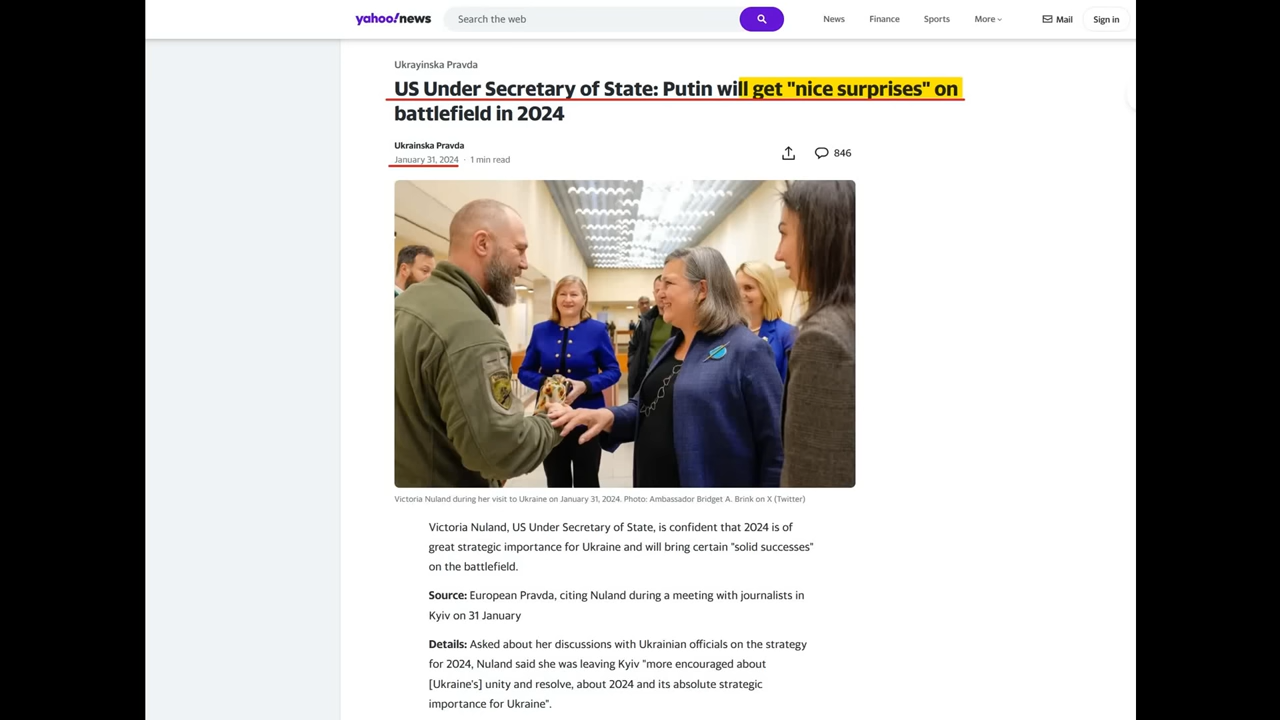 yahoo!news
Search the web
News Finance Sports More Mail Sign in
Ukrayinska Pravda
US Under Secretary of State: Putin will get "nice surprises" on
battlefield in 2024
Ukrainska Pravda
January 31, 2024 · 1 min read
846
Victoria Nuland during her visit to Ukraine on January 31, 2024. Photo: Ambassador Bridget A. Brink on X (Twitter)
Victoria Nuland, US Under Secretary of State, is confident that 2024 is of
great strategic importance for Ukraine and will bring certain "solid successes"
on the battlefield.
Source: European Pravda, citing Nuland during a meeting with journalists in
Kyiv on 31 January
Details: Asked about her discussions with Ukrainian officials on the strategy
for 2024, Nuland said she was leaving Kyiv "more encouraged about
[Ukraine's] unity and resolve, about 2024 and its absolute strategic
importance for Ukraine".